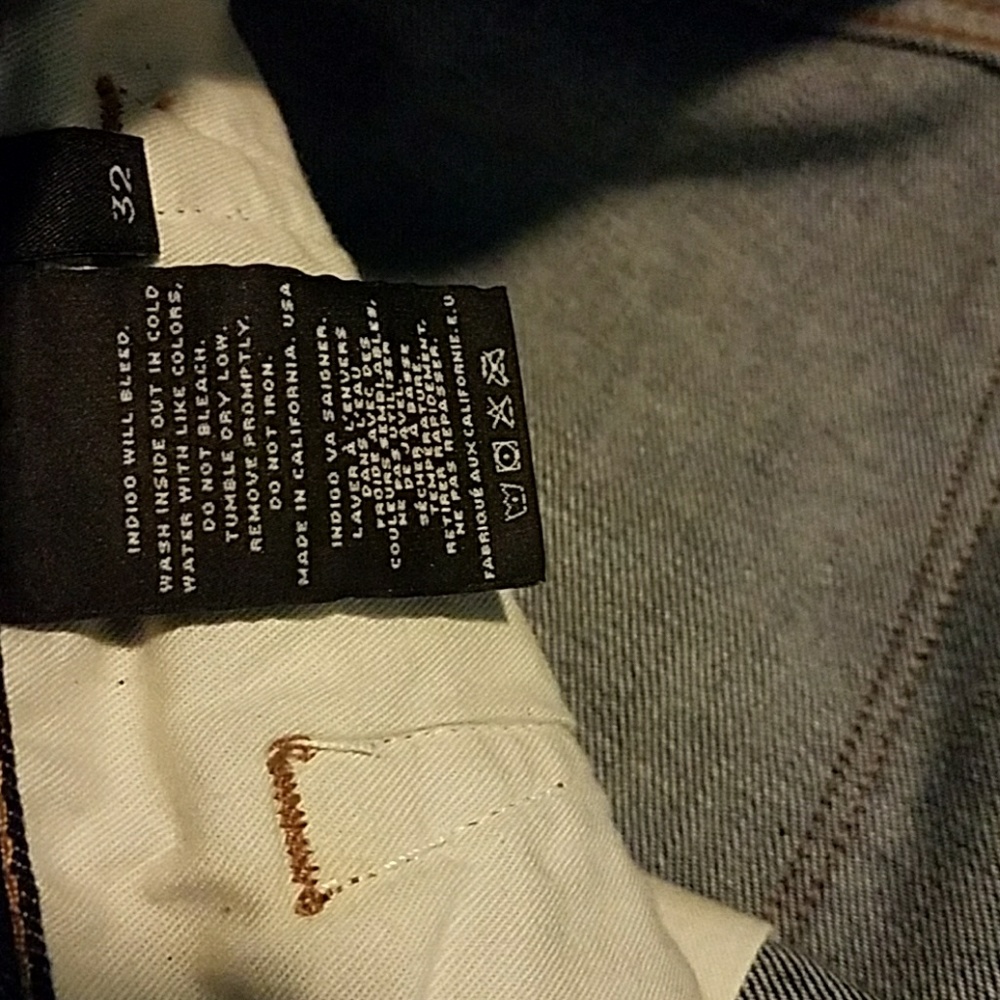 32
INDIGO WILL BLEED.
WASH INSIDE OUT IN COLD
WATER WITH LIKE COLORS,
DO NOT BLEACH.
TUMBLE DRY LOW.
REMOVE PROMPTLY.
DO NOT IRON.
MADE IN CALIFORNIA. USA
INDIGO VA SAIGNER.
LAVER À L'ENVERS
DANS L'EAU
FRIDE AVEC DES
COULEURS SEMBLABLES,
NE PAS UTILISER
DE JAVEL.
SÉCHER À BASSE
TEMPÉRATURE.
RETIRER RAPIDEMENT.
NE PAS REPASSER.
FABRIQUÉ AUX CALIFORNIE.E.U